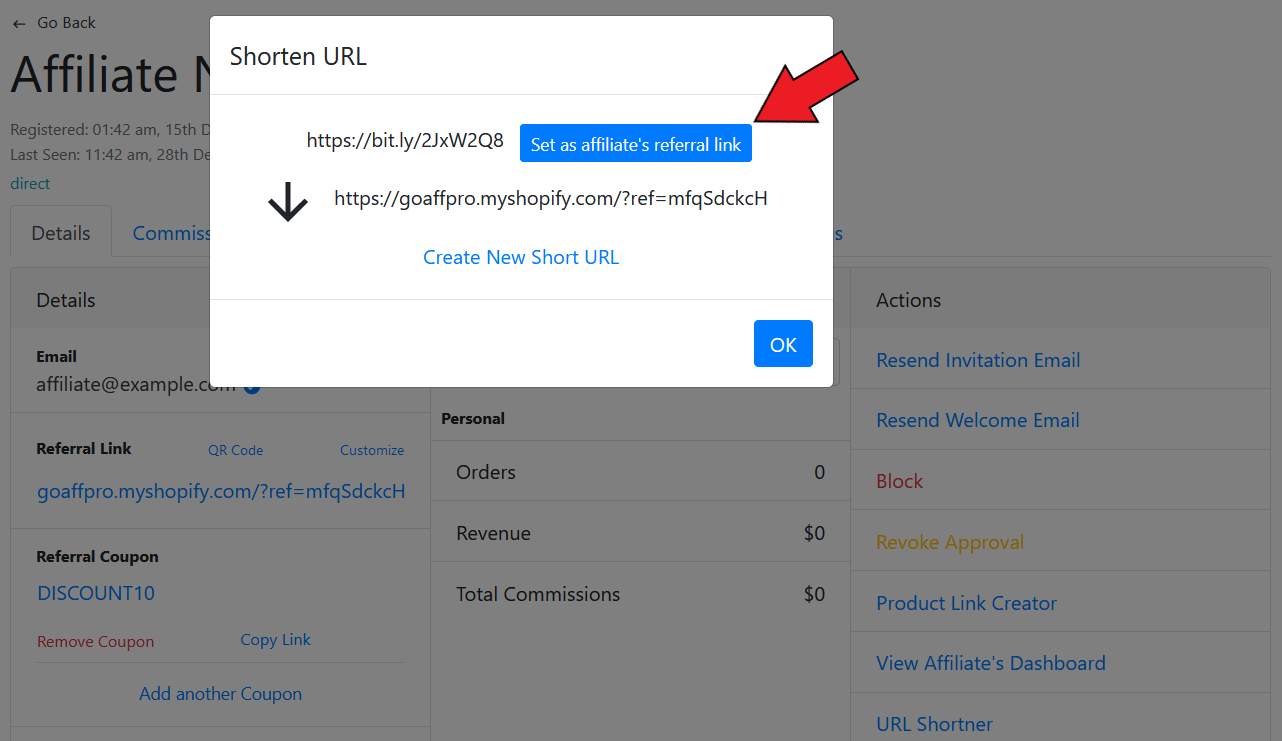 Go Back
Affiliate
Registered: 01:42 am, 15th
Last Seen: 11:42 am, 28th
direct
Shorten URL
https://bit.ly/2JxW2Q8 Set as affiliate's referral link
https://goaffpro.myshopify.com/?ref=mfqSdckcH
Create New Short URL
OK
Details
Details
Email
affiliate@example.com
Referral Link QR Code Customize
goaffpro.myshopify.com/?ref=mfqSdckcH
Referral Coupon
DISCOUNT10
Remove Coupon Copy Link
Add another Coupon
Personal
Orders 0
Revenue $0
Total Commissions $0
Actions
Resend Invitation Email
Resend Welcome Email
Block
Revoke Approval
Product Link Creator
View Affiliate's Dashboard
URL Shortner